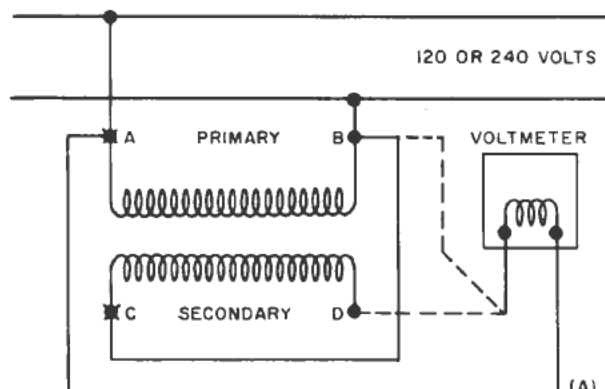 120 OR 240 VOLTS
A PRIMARY B
VOLTMETER
C SECONDARY D
(A)